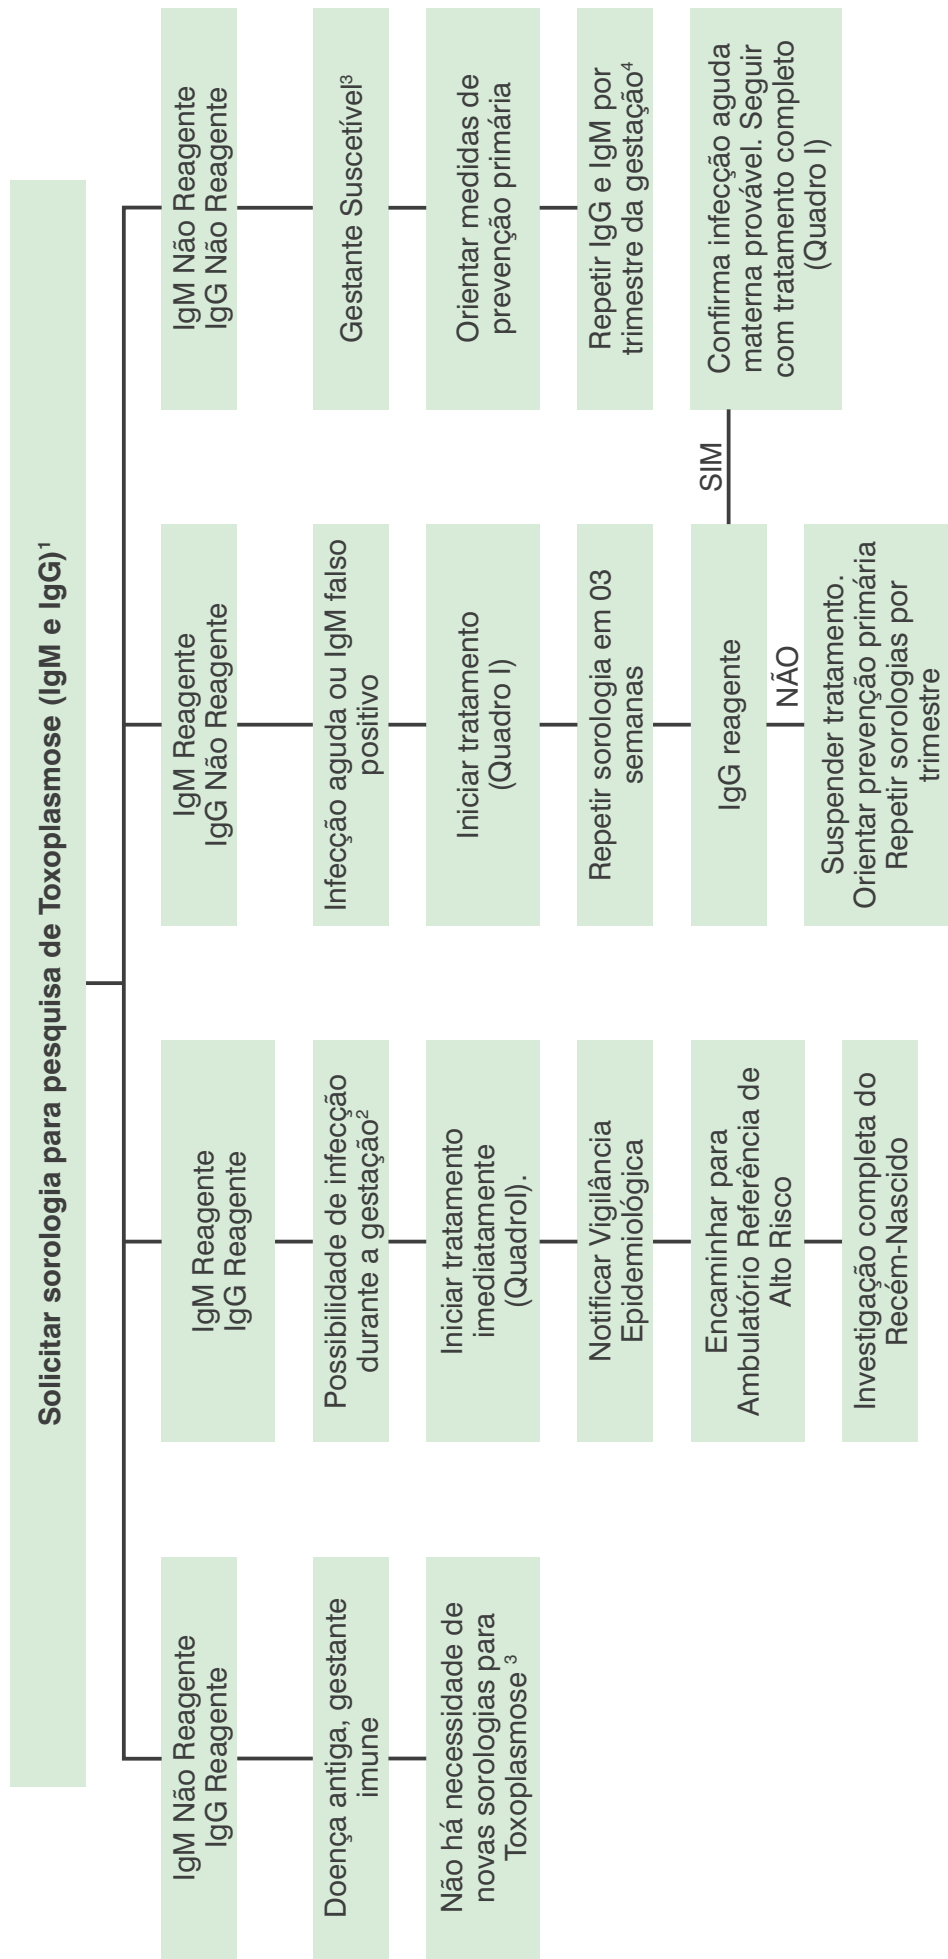 Solicitar sorologia para pesquisa de Toxoplasmose (IgM e IgG)¹
IgM Não Reagente
IgG Reagente
Doença antiga, gestante
imune
Não há necessidade de
novas sorologias para
Toxoplasmose ³
IgM Reagente
IgG Reagente
Possibilidade de infecção
durante a gestação²
Iniciar tratamento
imediatamente
(QuadroI).
Notificar Vigilância
Epidemiológica
Encaminhar para
Ambulatório Referência de
Alto Risco
Investigação completa do
Recém-Nascido
IgM Reagente
IgG Não Reagente
Infecção aguda ou IgM falso
positivo
Iniciar tratamento
(Quadro I)
Repetir sorologia em 03
semanas
IgG reagente
NÃO
Suspender tratamento.
Orientar prevenção primária
Repetir sorologias por
trimestre
SIM
Confirma infecção aguda
materna provável. Seguir
com tratamento completo
(Quadro I)
IgM Não Reagente
IgG Não Reagente
Gestante Suscetível³
Orientar medidas de
prevenção primária
Repetir IgG e IgM por
trimestre da gestação⁴